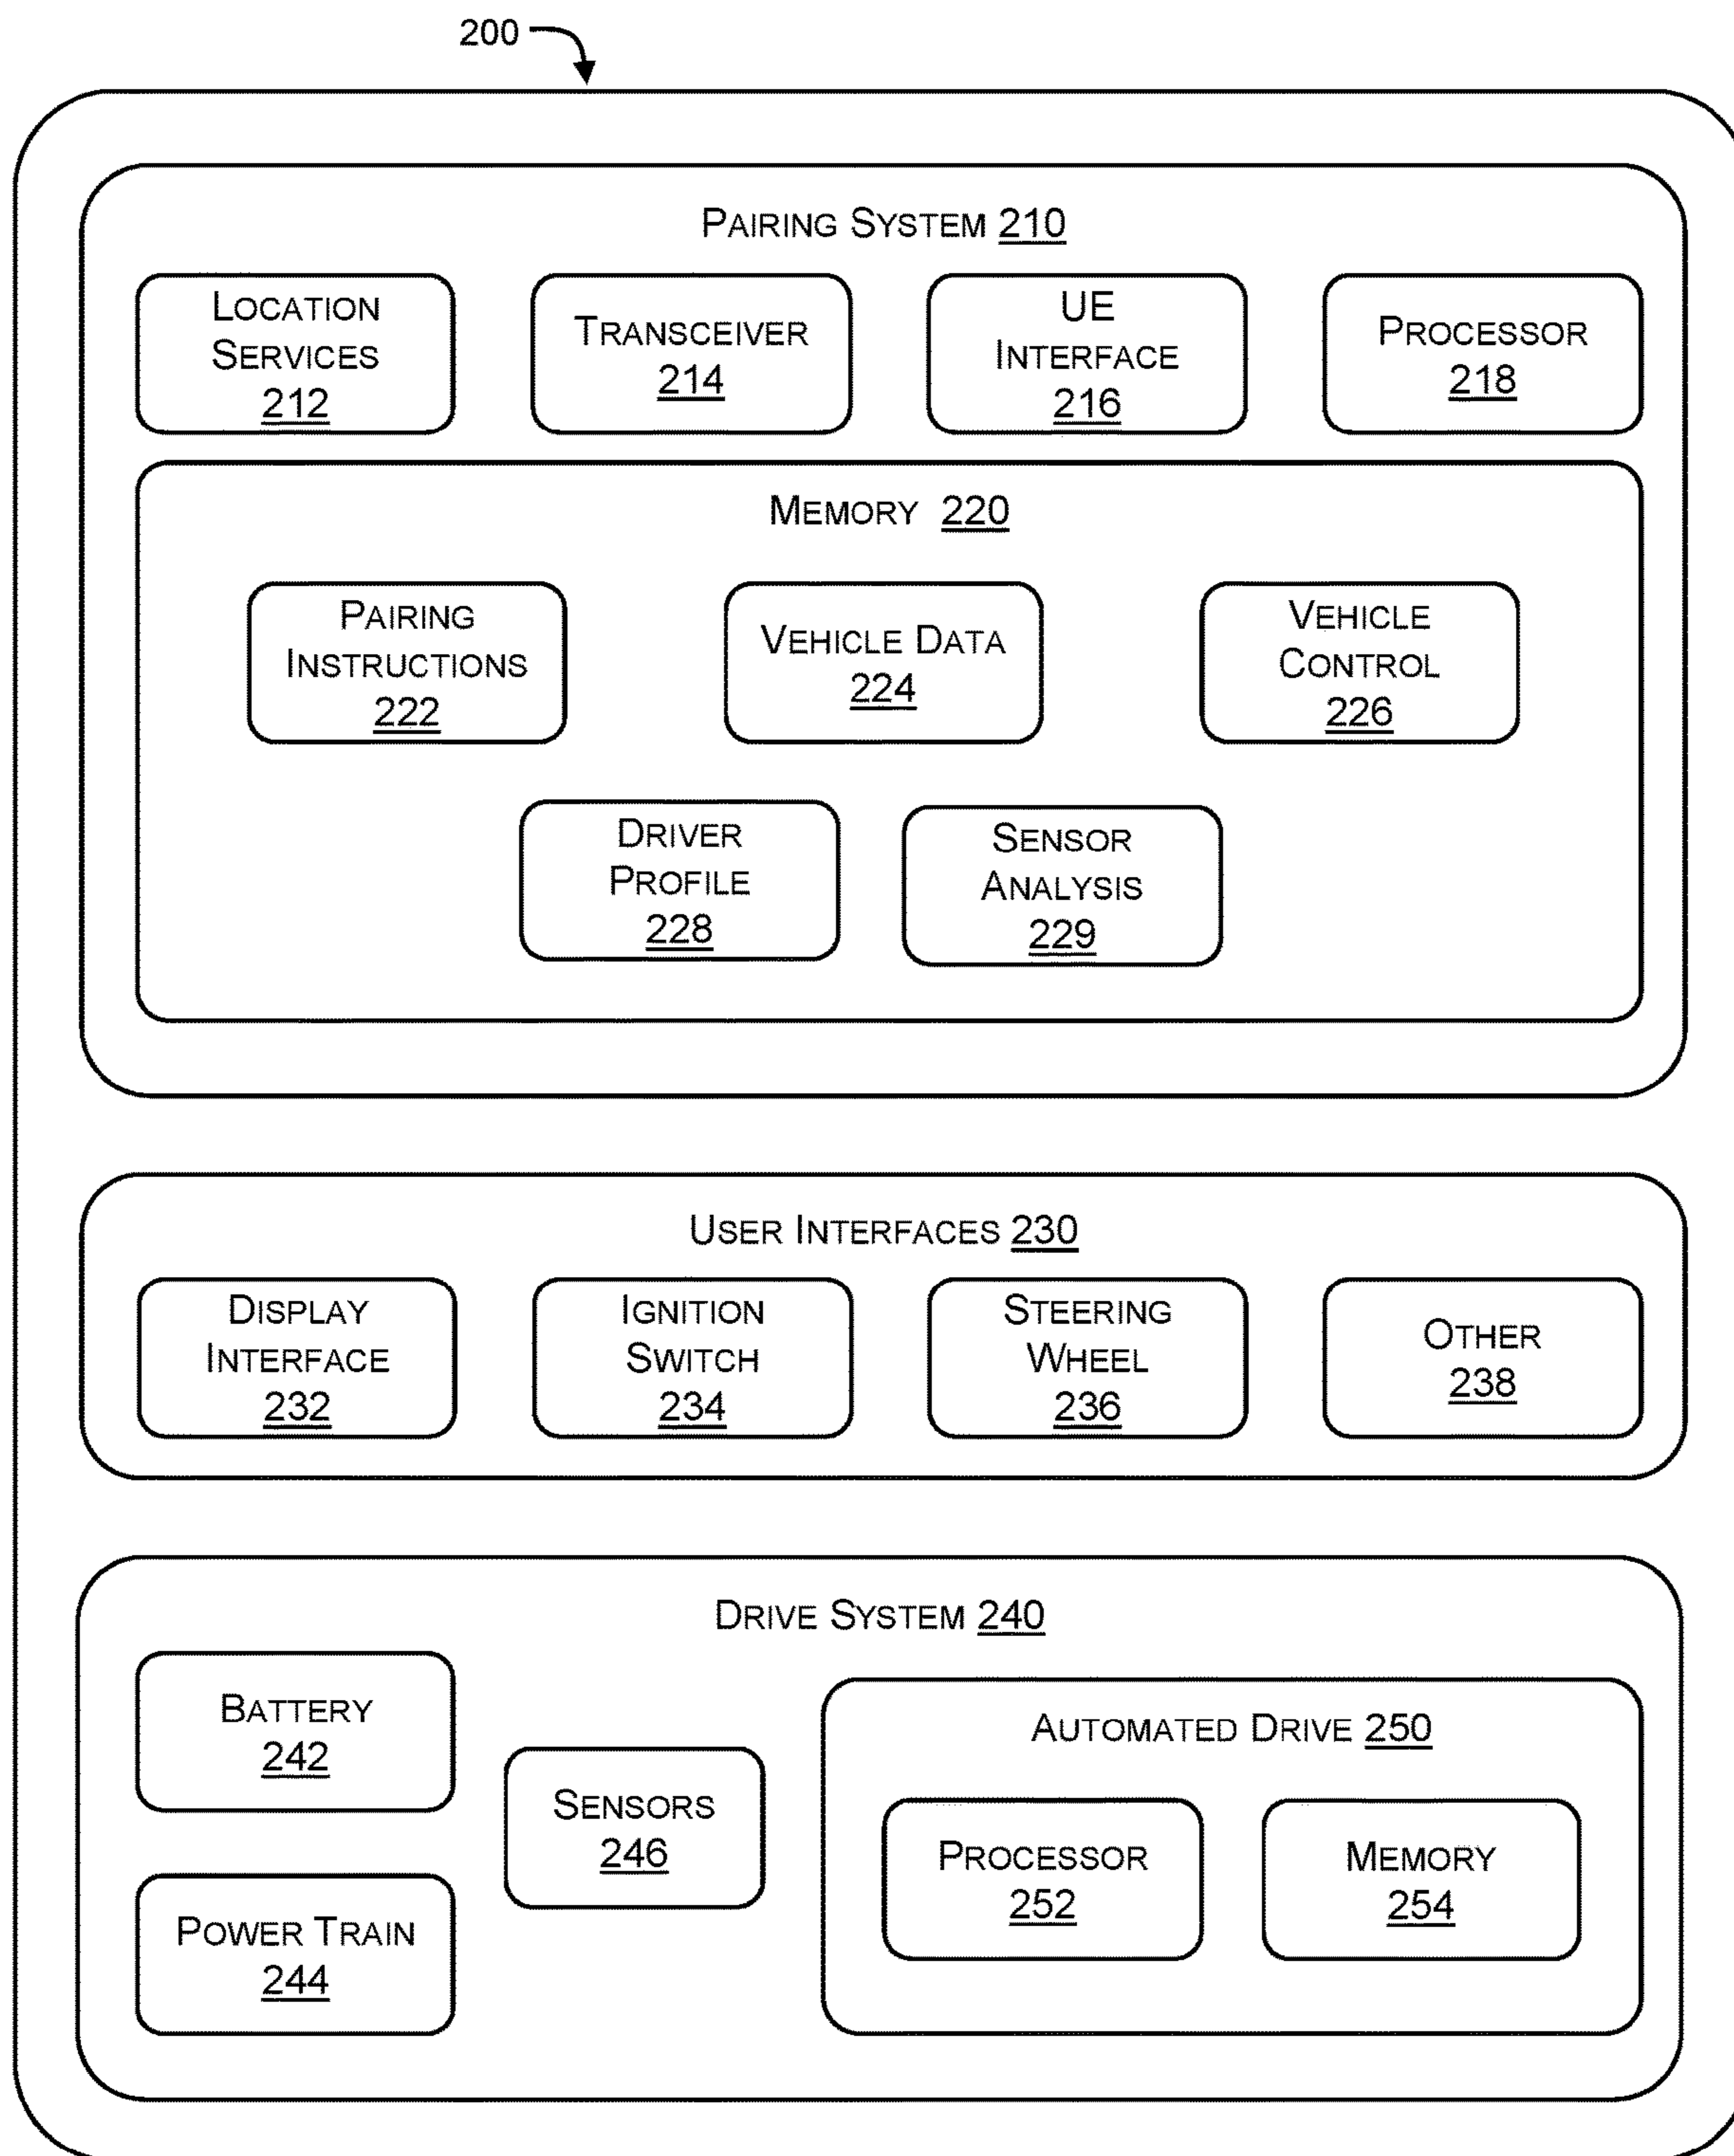 200
PAIRING SYSTEM 210
LOCATION
SERVICES
212
TRANSCEIVER
214
UE
INTERFACE
216
PROCESSOR
218
MEMORY 220
PAIRING
INSTRUCTIONS
222
VEHICLE DATA
224
VEHICLE
CONTROL
226
DRIVER
PROFILE
228
SENSOR
ANALYSIS
229
USER INTERFACES 230
DISPLAY
INTERFACE
232
IGNITION
SWITCH
234
STEERING
WHEEL
236
OTHER
238
DRIVE SYSTEM 240
BATTERY
242
POWER TRAIN
244
SENSORS
246
AUTOMATED DRIVE 250
PROCESSOR
252
MEMORY
254